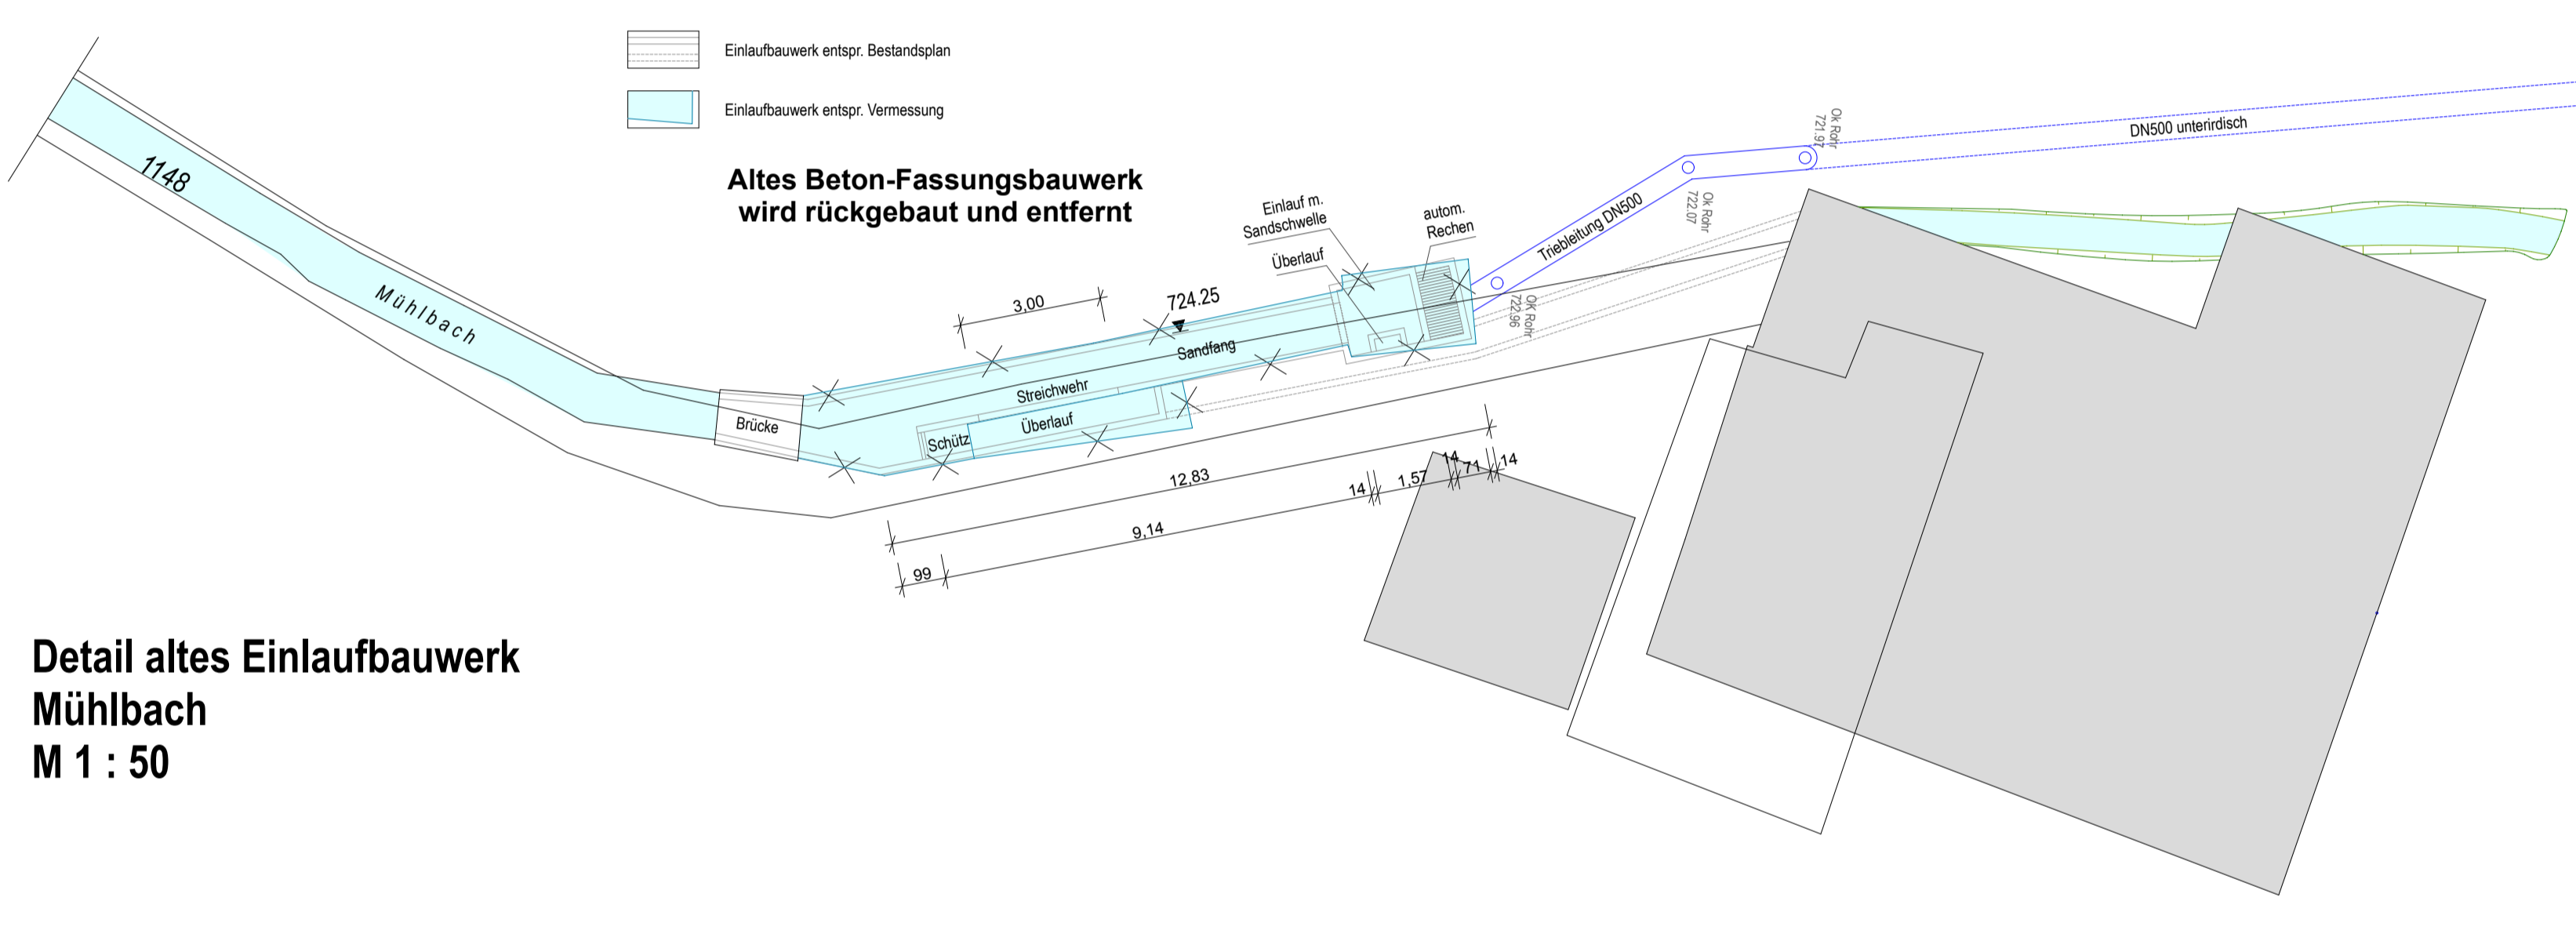 Einlaufbauwerk entspr. Bestandsplan
Einlaufbauwerk entspr. Vermessung
Altes Beton-Fassungsbauwerk
wird rückgebaut und entfernt
1148
Mühlbach
Brücke
3,00
724.25
Sandfang
Streichwehr
Überlauf
Schütz
Einlauf m.
Sandschwelle
Überlauf
autom.
Rechen
Triebleitung DN500
DN500 unterirdisch
Ok Rohr
721.97
Ok Rohr
722.07
OK Rohr
722.96
12,83
99
9,14
14
1,57
14
71
14
Detail altes Einlaufbauwerk
Mühlbach
M 1 : 50